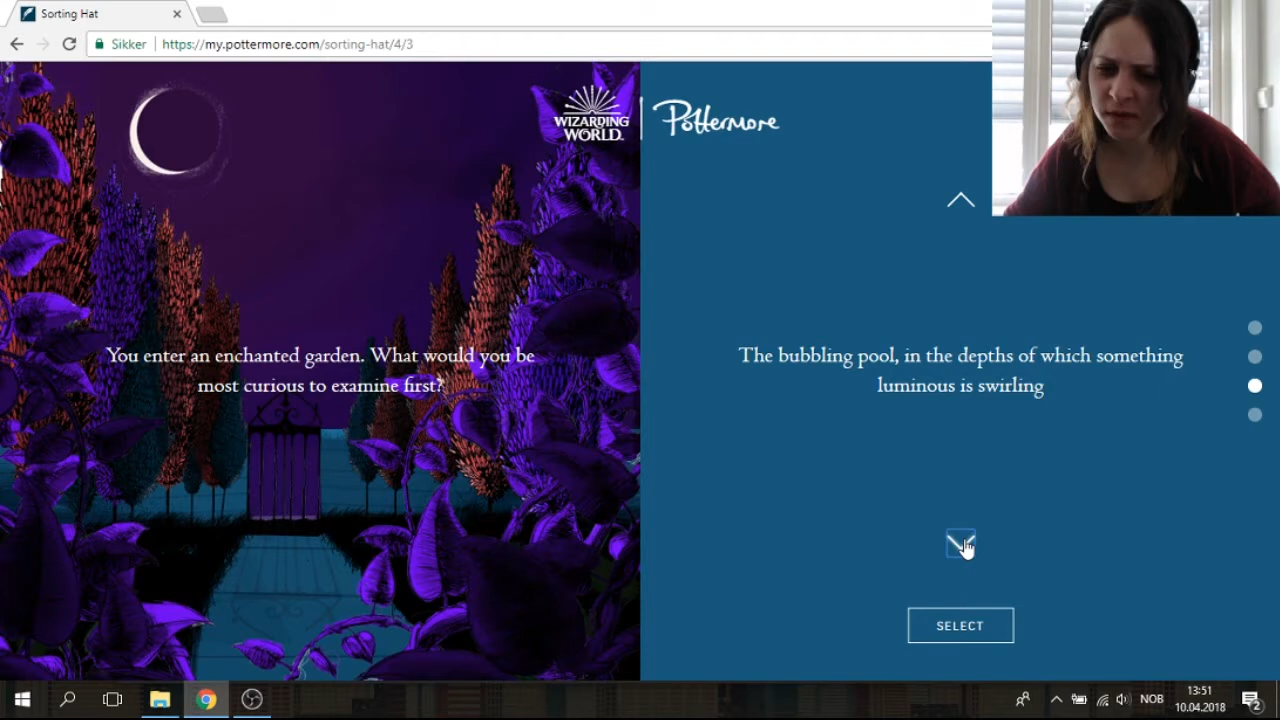 Sorting Hat
Sikker
https://my.pottermore.com/sorting-hat/4/3
WIZARDING
WORLD
Pottermore
You enter an enchanted garden. What would you be
most curious to examine first?
The bubbling pool, in the depths of which something
luminous is swirling
SELECT
NOB
13:51
10.04.2018
2